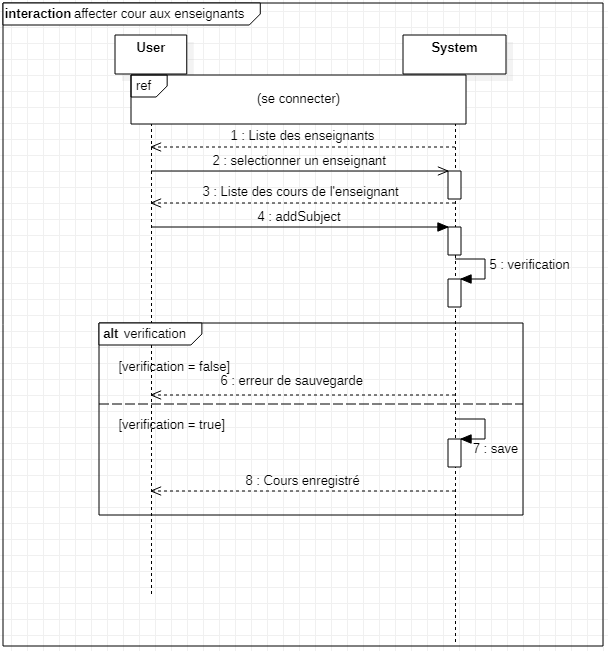 interaction affecter cour aux enseignants
User
System
ref
(se connecter)
1 : Liste des enseignants
2 : selectionner un enseignant
3 : Liste des cours de l'enseignant
4 : addSubject
5 : verification
alt verification
[verification = false]
6 : erreur de sauvegarde
[verification = true]
7 : save
8 : Cours enregistré